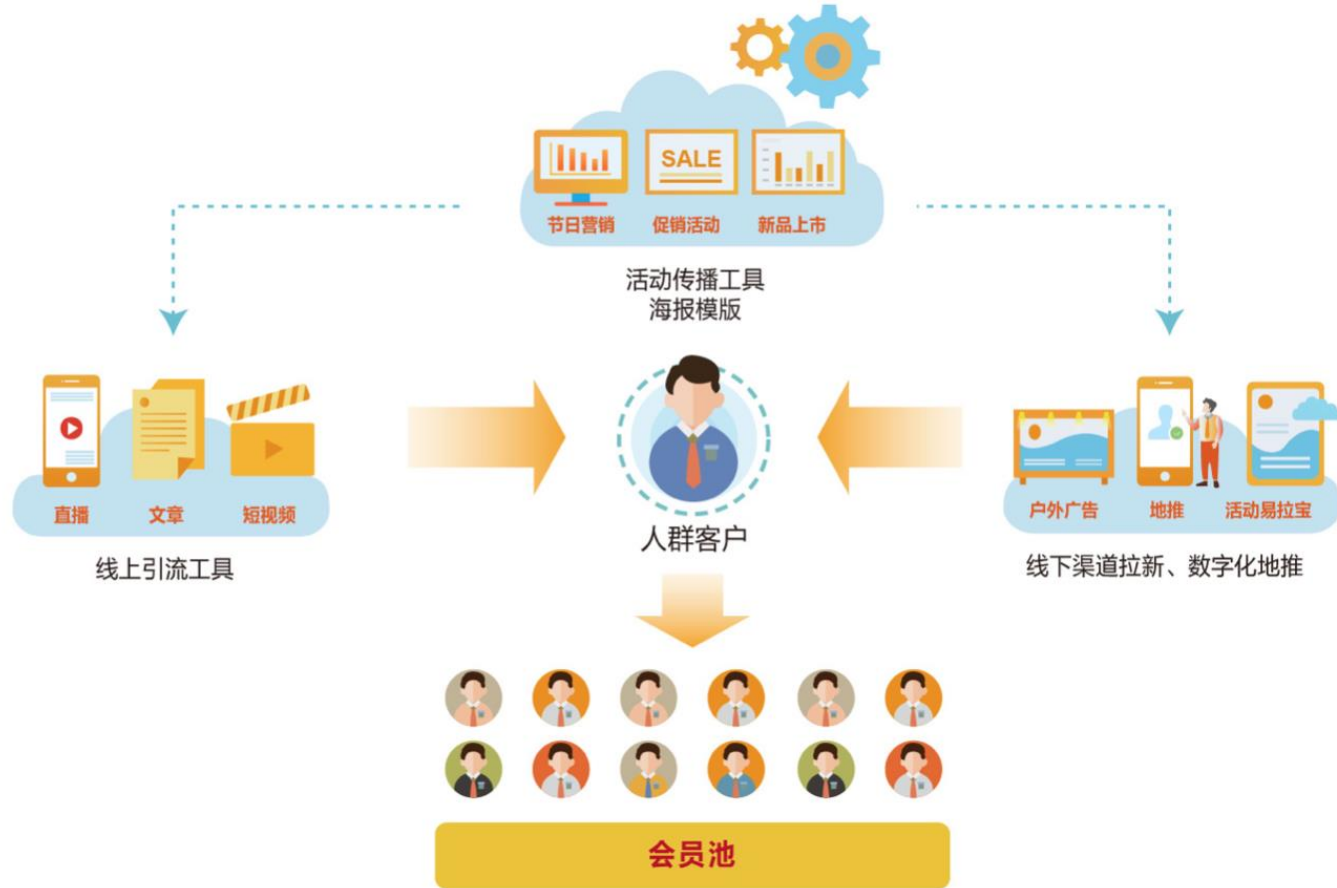 节日营销
SALE
促销活动
新品上市
活动传播工具
海报模版
直播
文章
短视频
线上引流工具
人群客户
户外广告
地推
活动易拉宝
线下渠道拉新、数字化地推
会员池